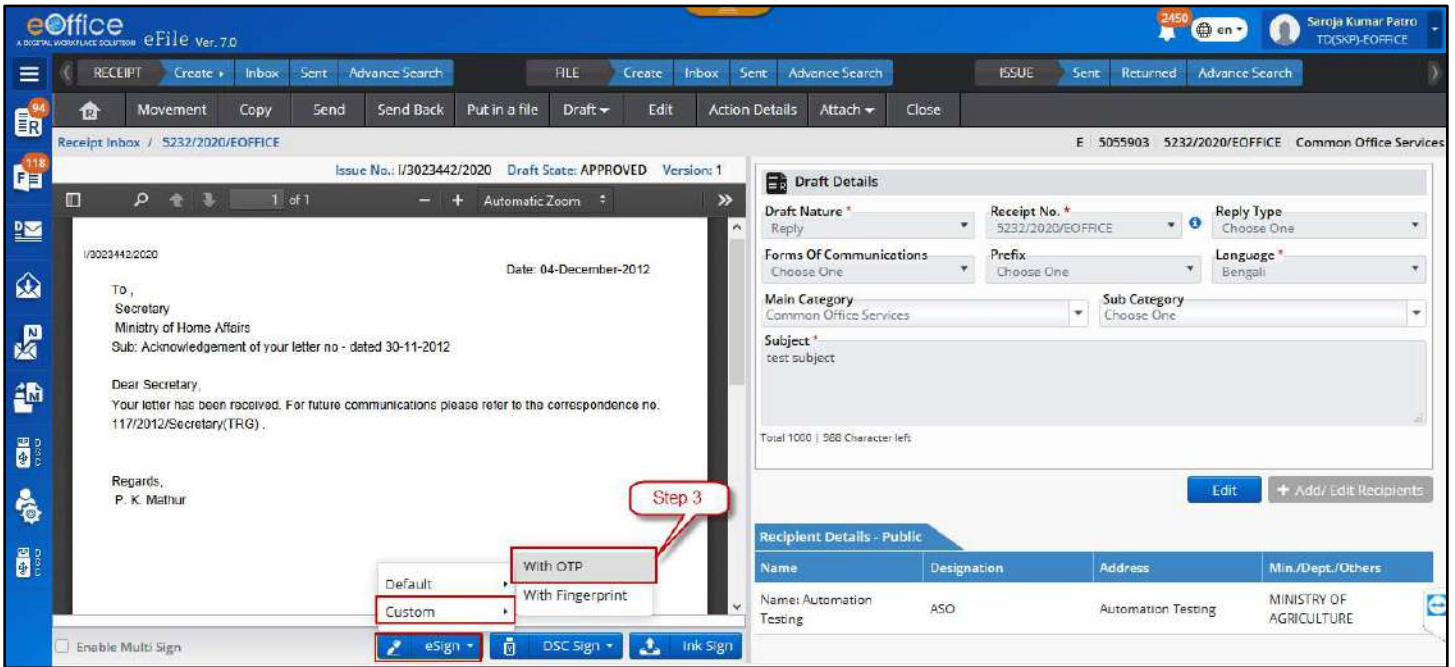 eOffice
A DIGITAL WORKPLACE SOLUTION eFile Ver. 7.0
2450 en Saroja Kumar Patro
TD(SKP)-EOFFICE
RECEIPT Create Inbox Sent Advance Search FILE Create Inbox Sent Advance Search ISSUE Sent Returned Advance Search
94 R Movement Copy Send Send Back Put in a file Draft Edit Action Details Attach Close
Receipt Inbox / 5232/2020/EOFFICE E 5055903 5232/2020/EOFFICE Common Office Services
118
Issue No.: I/3023442/2020 Draft State: APPROVED Version: 1
1 of 1 − + Automatic Zoom
I/3023442/2020
Date: 04-December-2012
To ,
Secretary
Ministry of Home Affairs
Sub: Acknowledgement of your letter no - dated 30-11-2012
Dear Secretary,
Your letter has been received. For future communications please refer to the correspondence no.
117/2012/Secretary(TRG) .
Regards,
P. K. Mathur
Step 3
Default
Custom
With OTP
With Fingerprint
Enable Multi Sign eSign DSC Sign Ink Sign
Draft Details
Draft Nature * Receipt No. * Reply Type
Reply 5232/2020/EOFFICE Choose One
Forms Of Communications Prefix Language *
Choose One Choose One Bengali
Main Category Sub Category
Common Office Services Choose One
Subject *
test subject
Total 1000 | 988 Character left
Edit + Add/ Edit Recipients
Recipient Details - Public
Name Designation Address Min./Dept./Others
Name: Automation Testing ASO Automation Testing MINISTRY OF
AGRICULTURE